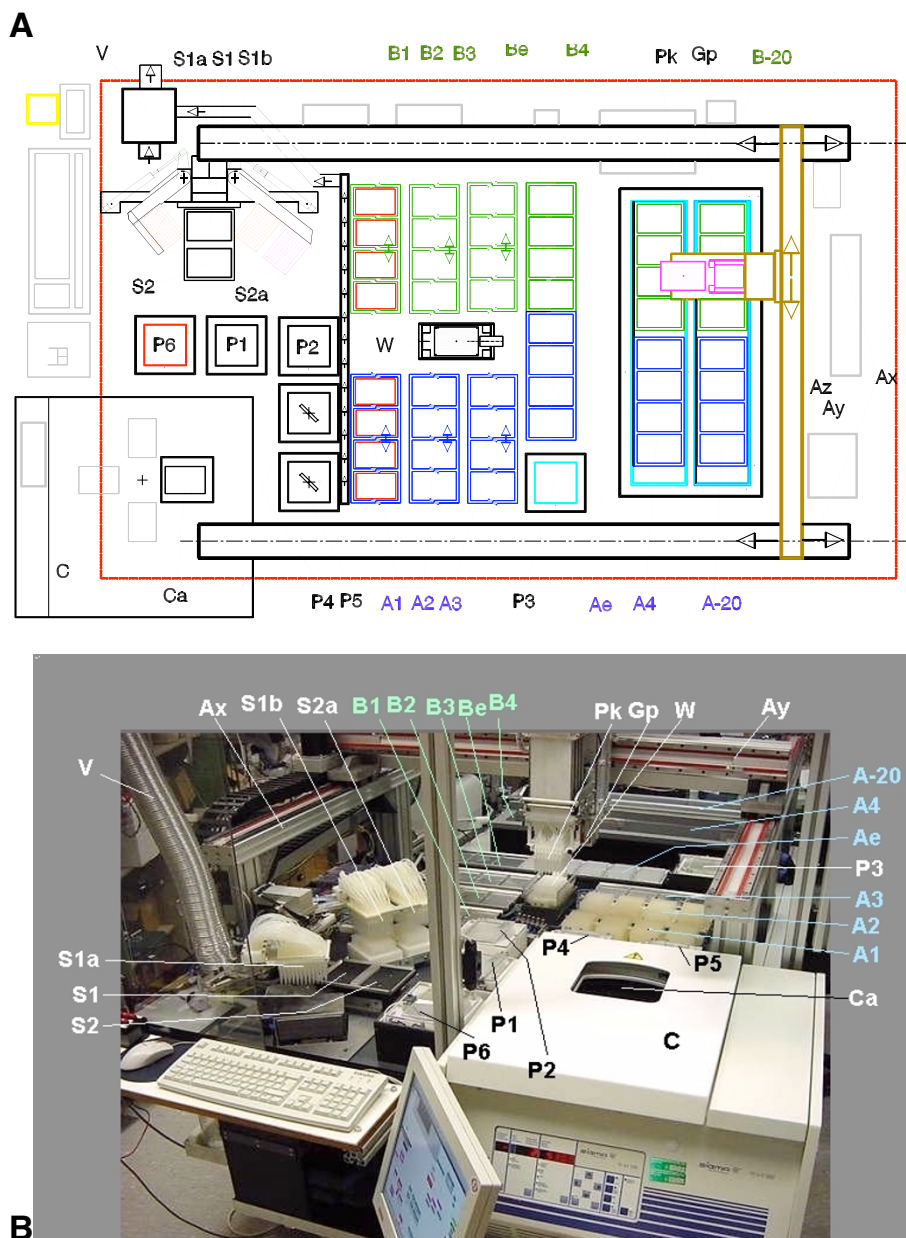 A
V S1a S1 S1b B1 B2 B3 Be B4 Pk Gp B-20
S2
S2a
P6 P1 P2 W
Az Ax
Ay
C
Ca
P4 P5 A1 A2 A3 P3 Ae A4 A-20
Ax S1b S2a B1 B2 B3 Be B4 Pk Gp W Ay
V
A-20
A4
Ae
P3
A3
A2
A1
P4 P5
S1a
S1
S2
Ca
P1
P6
P2
C
sigma
sigma
B